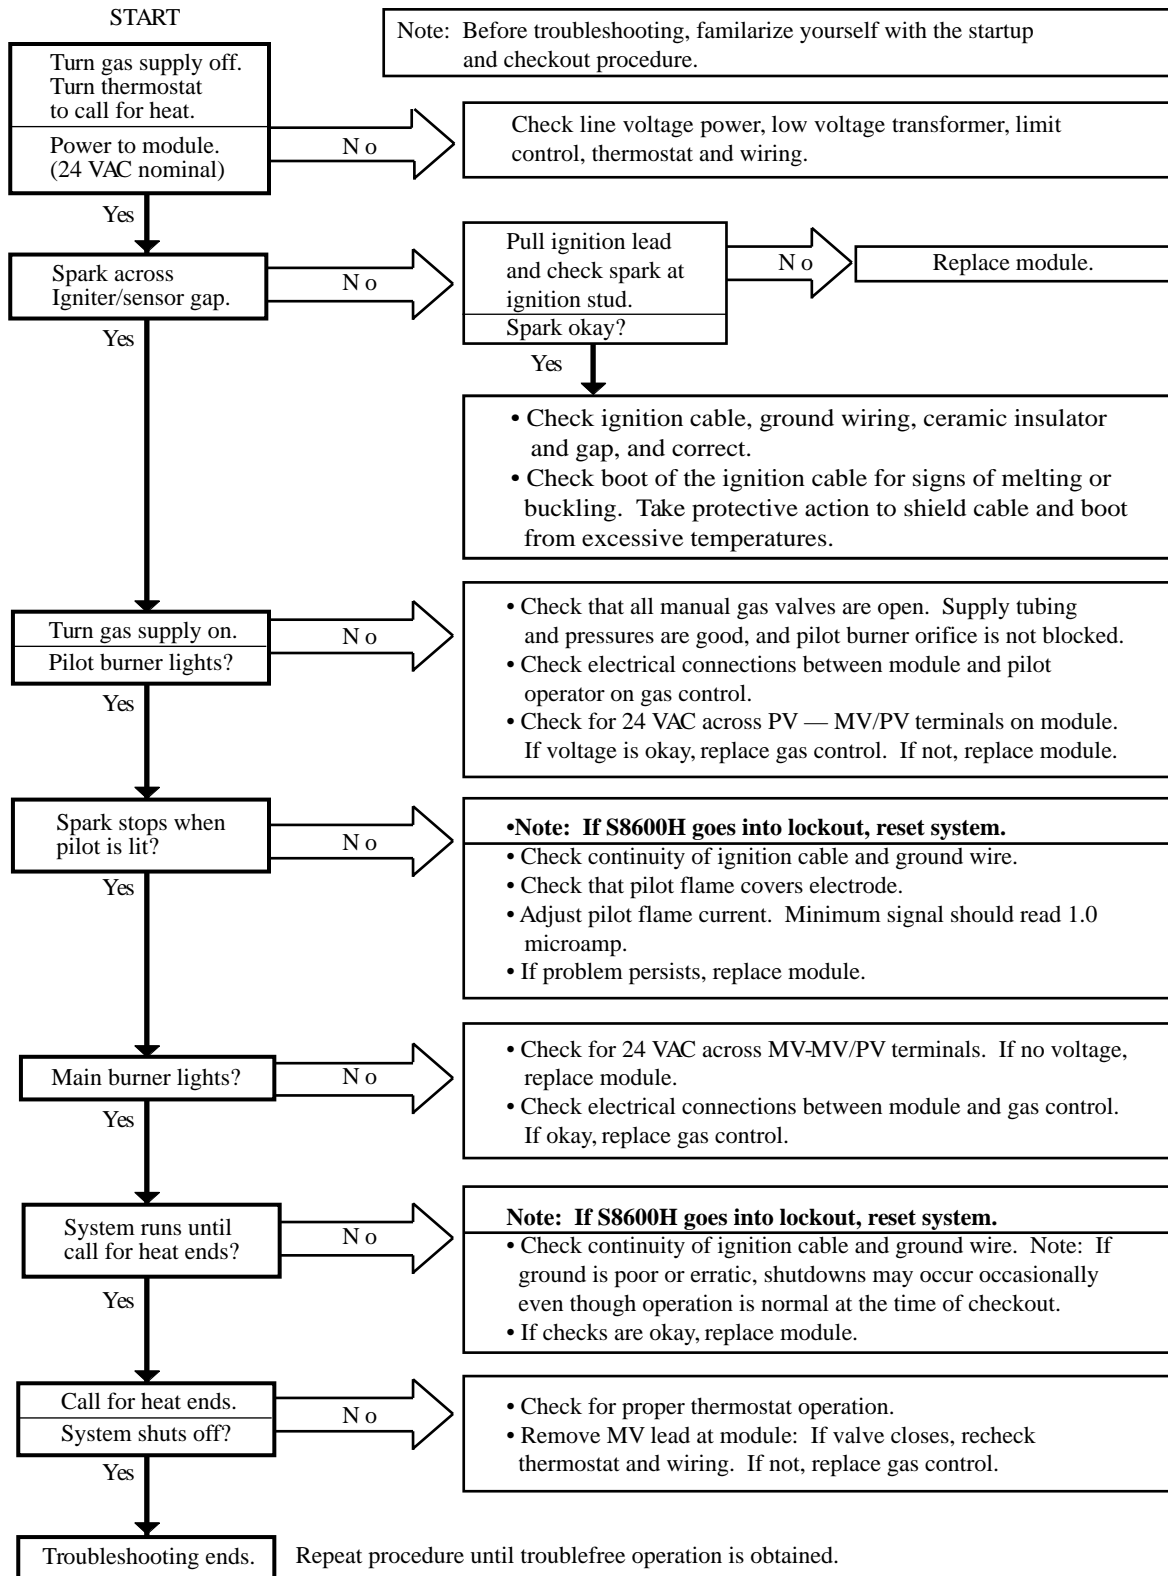 START
Note: Before troubleshooting, familarize yourself with the startup
and checkout procedure.
Turn gas supply off.
Turn thermostat
to call for heat.
Power to module.
(24 VAC nominal)
No
Check line voltage power, low voltage transformer, limit
control, thermostat and wiring.
Yes
Spark across
Igniter/sensor gap.
No
Pull ignition lead
and check spark at
ignition stud.
Spark okay?
No
Replace module.
Yes
Yes
• Check ignition cable, ground wiring, ceramic insulator
and gap, and correct.
• Check boot of the ignition cable for signs of melting or
buckling. Take protective action to shield cable and boot
from excessive temperatures.
Turn gas supply on.
Pilot burner lights?
No
• Check that all manual gas valves are open. Supply tubing
and pressures are good, and pilot burner orifice is not blocked.
• Check electrical connections between module and pilot
operator on gas control.
• Check for 24 VAC across PV — MV/PV terminals on module.
If voltage is okay, replace gas control. If not, replace module.
Yes
Spark stops when
pilot is lit?
No
•Note: If S8600H goes into lockout, reset system.
• Check continuity of ignition cable and ground wire.
• Check that pilot flame covers electrode.
• Adjust pilot flame current. Minimum signal should read 1.0
microamp.
• If problem persists, replace module.
Yes
Main burner lights?
No
• Check for 24 VAC across MV-MV/PV terminals. If no voltage,
replace module.
• Check electrical connections between module and gas control.
If okay, replace gas control.
Yes
System runs until
call for heat ends?
No
Note: If S8600H goes into lockout, reset system.
• Check continuity of ignition cable and ground wire. Note: If
ground is poor or erratic, shutdowns may occur occasionally
even though operation is normal at the time of checkout.
• If checks are okay, replace module.
Yes
Call for heat ends.
System shuts off?
No
• Check for proper thermostat operation.
• Remove MV lead at module: If valve closes, recheck
thermostat and wiring. If not, replace gas control.
Yes
Troubleshooting ends.
Repeat procedure until troublefree operation is obtained.